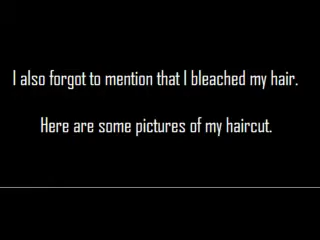 I also forgot to mention that I bleached my hair.
Here are some pictures of my haircut.